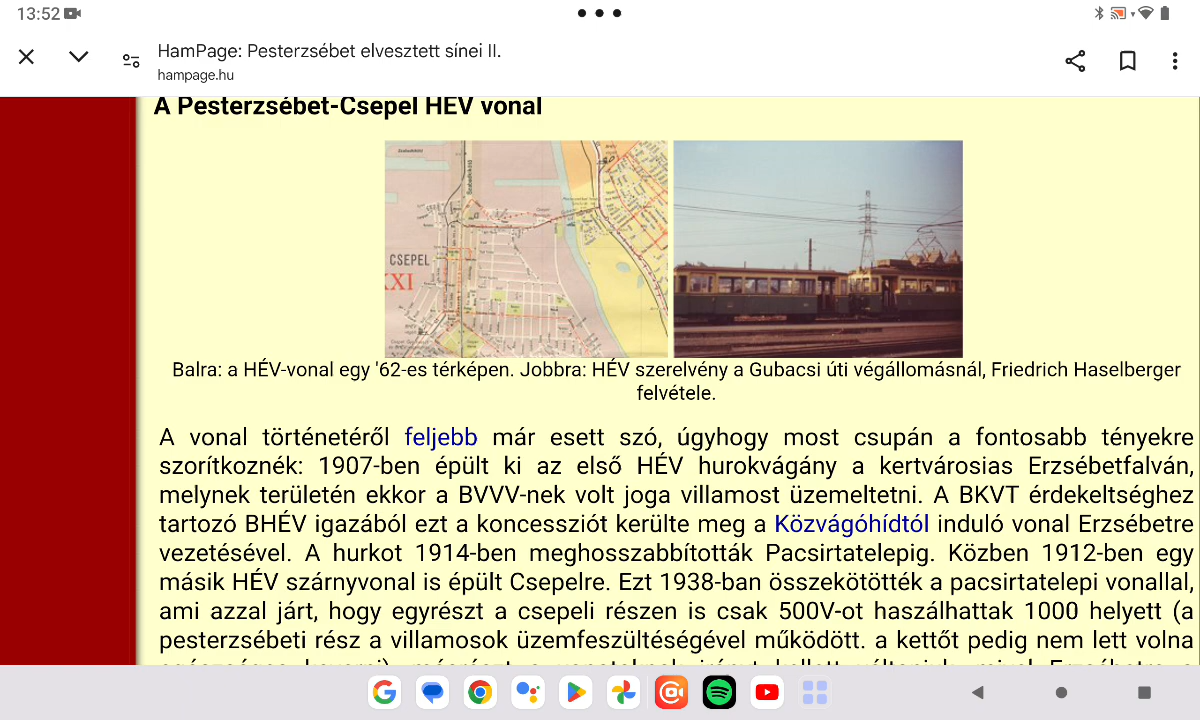 13:52
HamPage: Pesterzsébet elvesztett sínei II.
hampage.hu
A Pesterzsébet-Csepel HÉV vonal
CSEPEL
XXI
Balra: a HÉV-vonal egy '62-es térképen. Jobbra: HÉV szerelvény a Gubacsi úti végállomásnál, Friedrich Haselberger
felvétele.
A vonal történetéről feljebb már esett szó, úgyhogy most csupán a fontosabb tényekre
szorítkoznék: 1907-ben épült ki az első HÉV hurokvágány a kertvárosias Erzsébetfalván,
melynek területén ekkor a BVVV-nek volt joga villamost üzemeltetni. A BKVT érdekeltséghez
tartozó BHÉV igazából ezt a koncessziót kerülte meg a Közvágóhídtól induló vonal Erzsébetre
vezetésével. A hurkot 1914-ben meghosszabbították Pacsirtatelepig. Közben 1912-ben egy
másik HÉV szárnyvonal is épült Csepelre. Ezt 1938-ban összekötötték a pacsirtatelepi vonallal,
ami azzal járt, hogy egyrészt a csepeli részen is csak 500V-ot haszálhattak 1000 helyett (a
pesterzsébeti rész a villamosok üzemfeszültéségével működött. a kettőt pedig nem lett volna